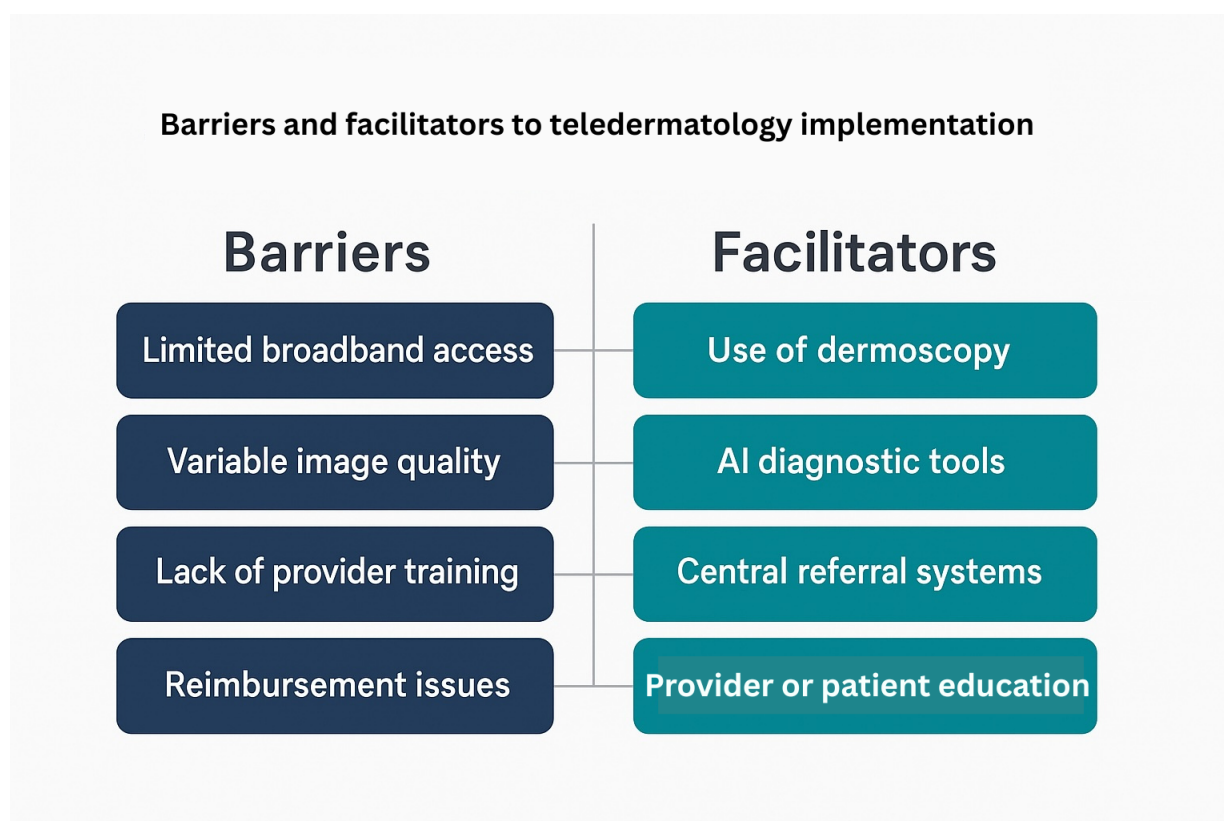 Barriers and facilitators to teledermatology implementation
Barriers
Facilitators
Limited broadband access
Use of dermoscopy
Variable image quality
AI diagnostic tools
Lack of provider training
Central referral systems
Reimbursement issues
Provider or patient education